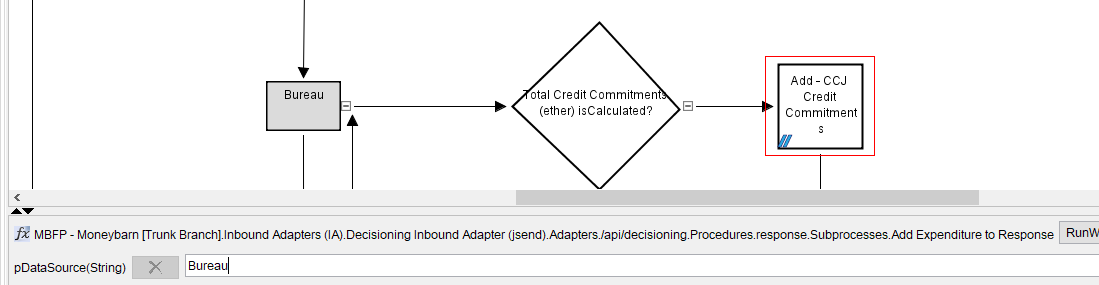 Bureau
Total Credit Commitments
(ether) isCalculated?
Add - CCJ
Credit
Commitment
s
fx MBFP - Moneybarn [Trunk Branch].Inbound Adapters (IA).Decisioning Inbound Adapter (jsend).Adapters./api/decisioning.Procedures.response.Subprocesses.Add Expenditure to Response RunW
pDataSource(String) Bureau